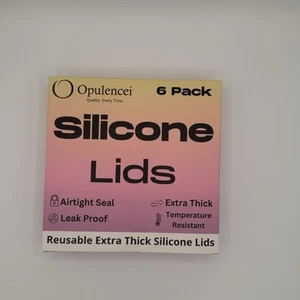 Opulencei 6 Pack
Quality. Every Time.
Silicone
Lids
Airtight Seal Extra Thick
Leak Proof Temperature
Resistant
Reusable Extra Thick Silicone Lids